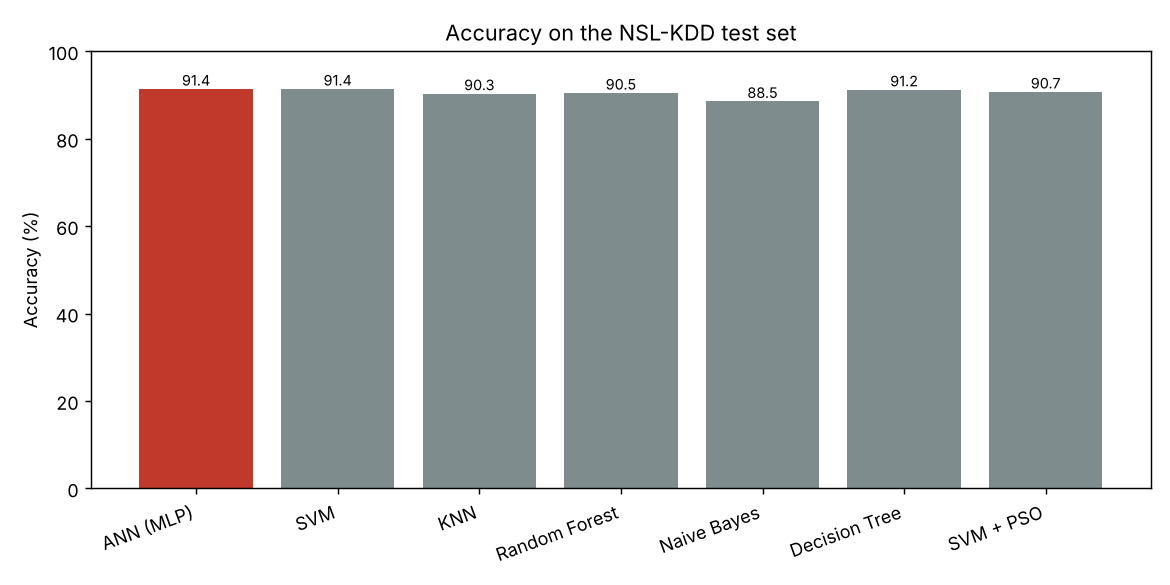 Accuracy on the NSL-KDD test set
Accuracy (%)
100
80
60
40
20
0
91.4
91.4
90.3
90.5
88.5
91.2
90.7
ANN (MLP)
SVM
KNN
Random Forest
Naive Bayes
Decision Tree
SVM + PSO